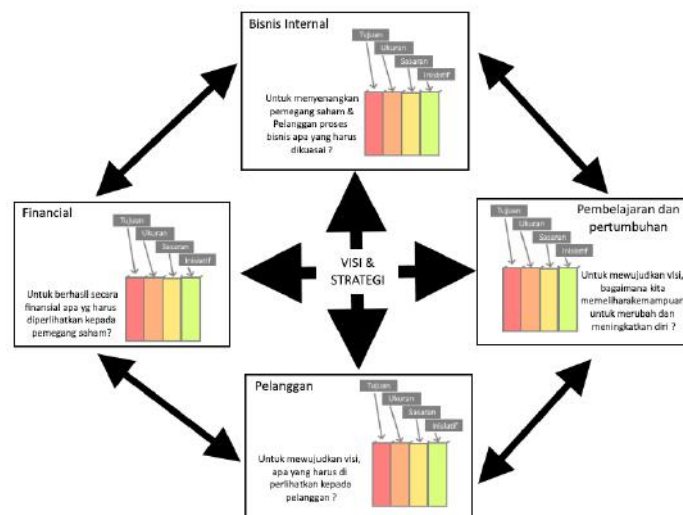 Bisnis Internal
Tujuan
Ukuran
Sasaran
Inisiatif
Untuk menyenangkan
pemegang saham &
Pelanggan proses
bisnis apa yang harus
dikuasai ?
Financial
Tujuan
Ukuran
Sasaran
Inisiatif
Untuk berhasli secara
finansial apa yg harus
diperlihatkan kepada
pemegang saham?
VISI &
STRATEGI
Pembelajaran dan
pertumbuhan
Tujuan
Ukuran
Sasaran
Inisiatif
Untuk mewujudkan visi,
bagaimana kita
memeliharakemampuan
untuk merubah dan
meningkatkan diri ?
Pelanggan
Tujuan
Ukuran
Sasaran
Inisiatif
Untuk mewujudkan visi,
apa yang harus di
perlihatkan kepada
pelanggan ?